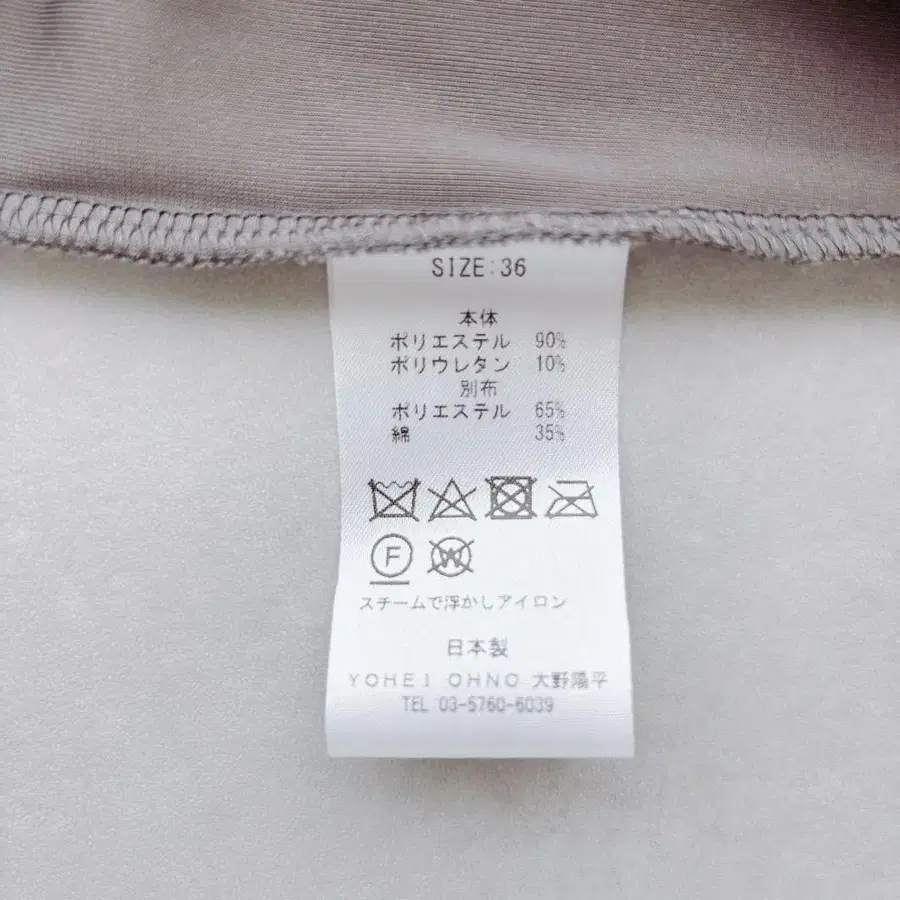 SIZE:36
本体
ポリエステル 90%
ポリウレタン 10%
別布
ポリエステル 65%
綿 35%
F W
スチームで浮かしアイロン
日本製
YOHEI OHNO 大野陽平
TEL 03-5760-6039